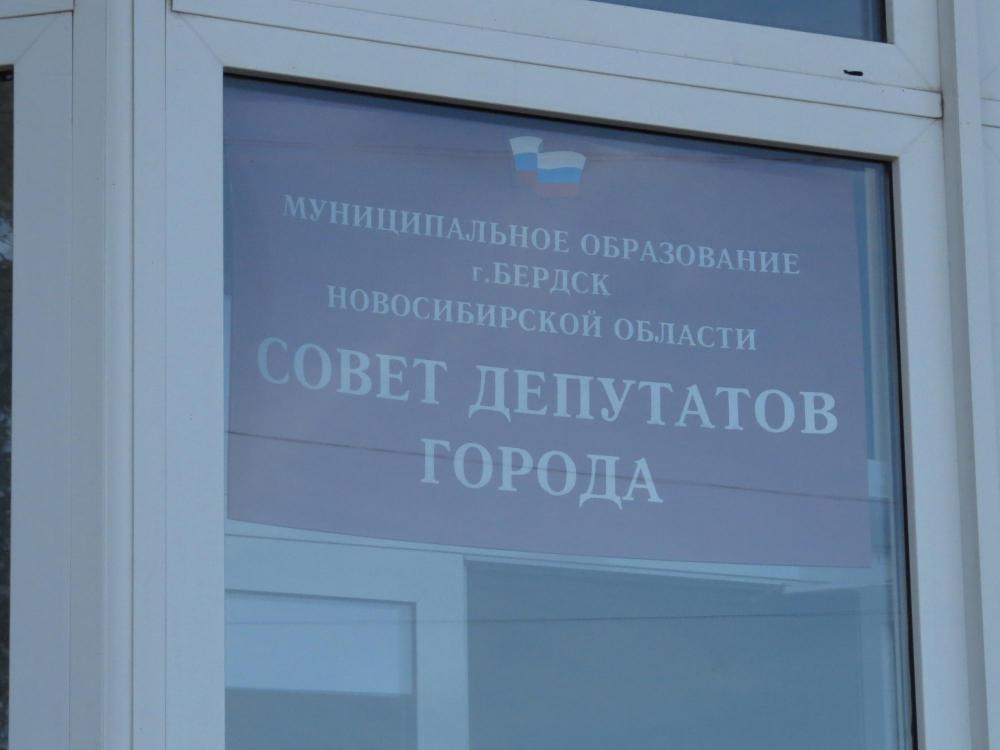 МУНИЦИПАЛЬНОЕ ОБРАЗОВАНИЕ
г.БЕРДСК
НОВОСИБИРСКОЙ ОБЛАСТИ
СОВЕТ ДЕПУТАТОВ
ГОРОДА